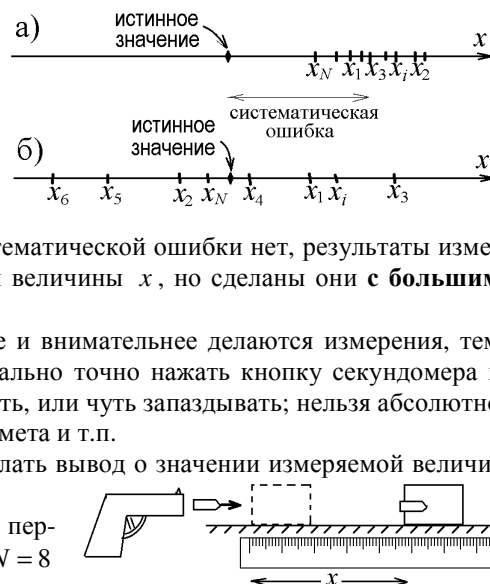 а)
истинное
значение
x
x_N x_1 x_3 x_i x_2
систематическая
ошибка
б)
истинное
значение
x
x_6 x_5 x_2 x_N x_4 x_1 x_i x_3
тематической ошибки нет, результаты изме
величины x, но сделаны они с большим
е и внимательнее делаются измерения, тем
ально точно нажать кнопку секундомера
ть, или чуть запаздывать; нельзя абсолютно
мета и т.п.
лать вывод о значении измеряемой величи
пер-
N = 8
x